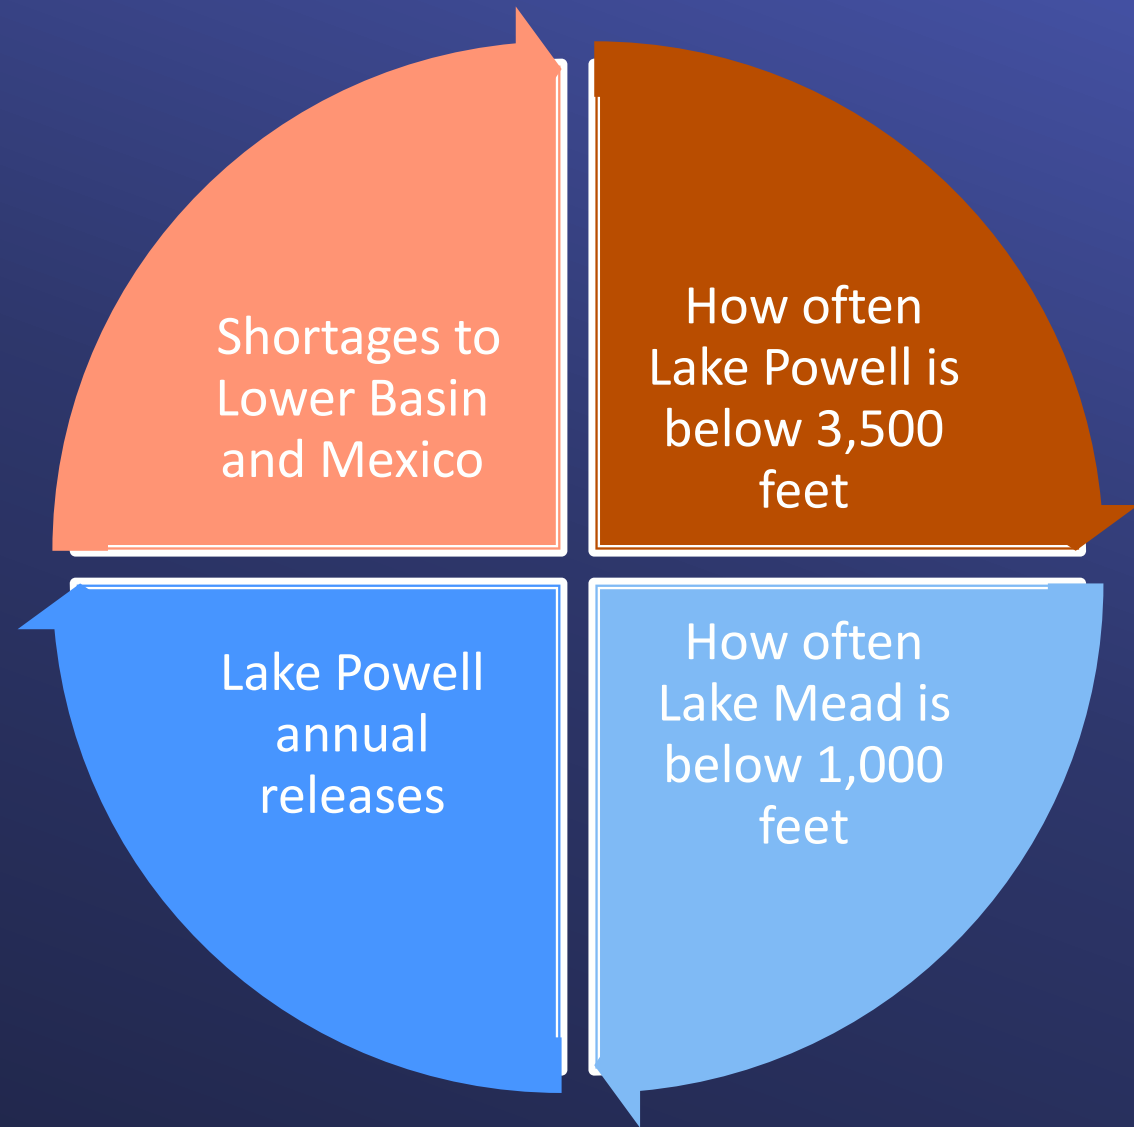 Shortages to
Lower Basin
and Mexico
How often
Lake Powell is
below 3,500
feet
Lake Powell
annual
releases
How often
Lake Mead is
below 1,000
feet